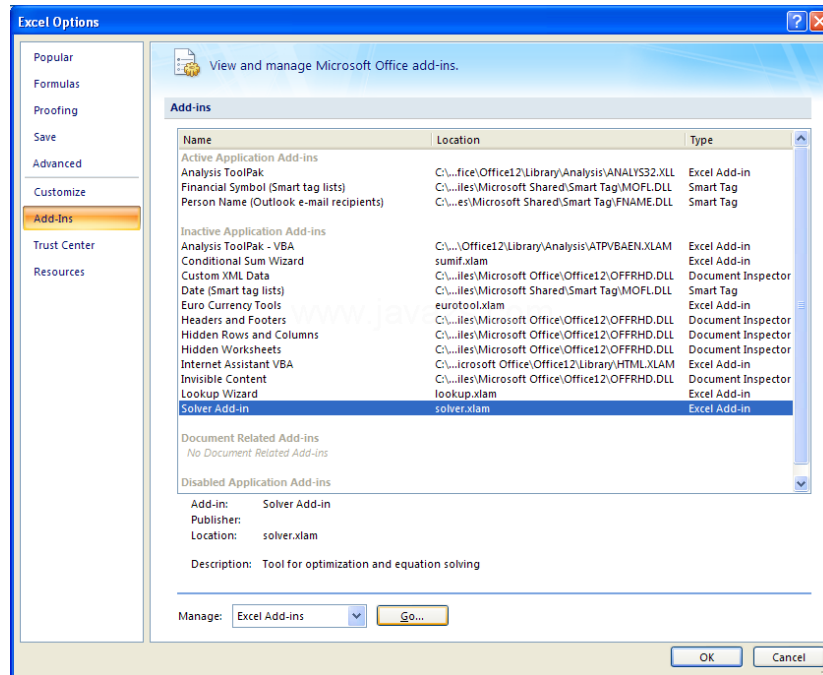 Excel Options
Popular
Formulas
Proofing
Save
Advanced
Customize
Add-Ins
Trust Center
Resources
View and manage Microsoft Office add-ins.
Add-ins
Name Location Type
Active Application Add-ins
Analysis ToolPak C:\...fice\Office12\Library\Analysis\ANALYS32.XLL Excel Add-in
Financial Symbol (Smart tag lists) C:\...iles\Microsoft Shared\Smart Tag\MOFL.DLL Smart Tag
Person Name (Outlook e-mail recipients) C:\...es\Microsoft Shared\Smart Tag\FNAME.DLL Smart Tag
Inactive Application Add-ins
Analysis ToolPak - VBA C:\...\Office12\Library\Analysis\ATPVBAEN.XLAM Excel Add-in
Conditional Sum Wizard sumif.xlam Excel Add-in
Custom XML Data C:\...iles\Microsoft Office\Office12\OFFRHD.DLL Document Inspector
Date (Smart tag lists) C:\...iles\Microsoft Shared\Smart Tag\MOFL.DLL Smart Tag
Euro Currency Tools eurotool.xlam Excel Add-in
Headers and Footers C:\...iles\Microsoft Office\Office12\OFFRHD.DLL Document Inspector
Hidden Rows and Columns C:\...iles\Microsoft Office\Office12\OFFRHD.DLL Document Inspector
Hidden Worksheets C:\...iles\Microsoft Office\Office12\OFFRHD.DLL Document Inspector
Internet Assistant VBA C:\...icrosoft Office\Office12\Library\HTML.XLAM Excel Add-in
Invisible Content C:\...iles\Microsoft Office\Office12\OFFRHD.DLL Document Inspector
Lookup Wizard lookup.xlam Excel Add-in
Solver Add-in solver.xlam Excel Add-in
Document Related Add-ins
No Document Related Add-ins
Disabled Application Add-ins
Add-in: Solver Add-in
Publisher:
Location: solver.xlam
Description: Tool for optimization and equation solving
Manage: Excel Add-ins Go...
OK Cancel